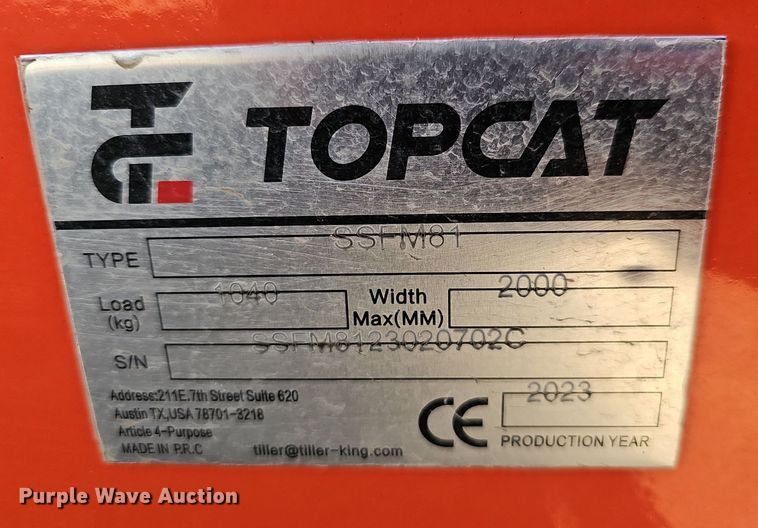 TOPCAT
TYPE SSFM81
Load (kg) 1040 Width Max(MM) 2000
S/N SSFM8123020702C
Address:211E.7th Street Suite 620
Austin TX,USA 78701-3218
Article 4-Purpose
MADE IN P.R.C tiller@tiller-king.com
CE 2023
PRODUCTION YEAR
Purple Wave Auction